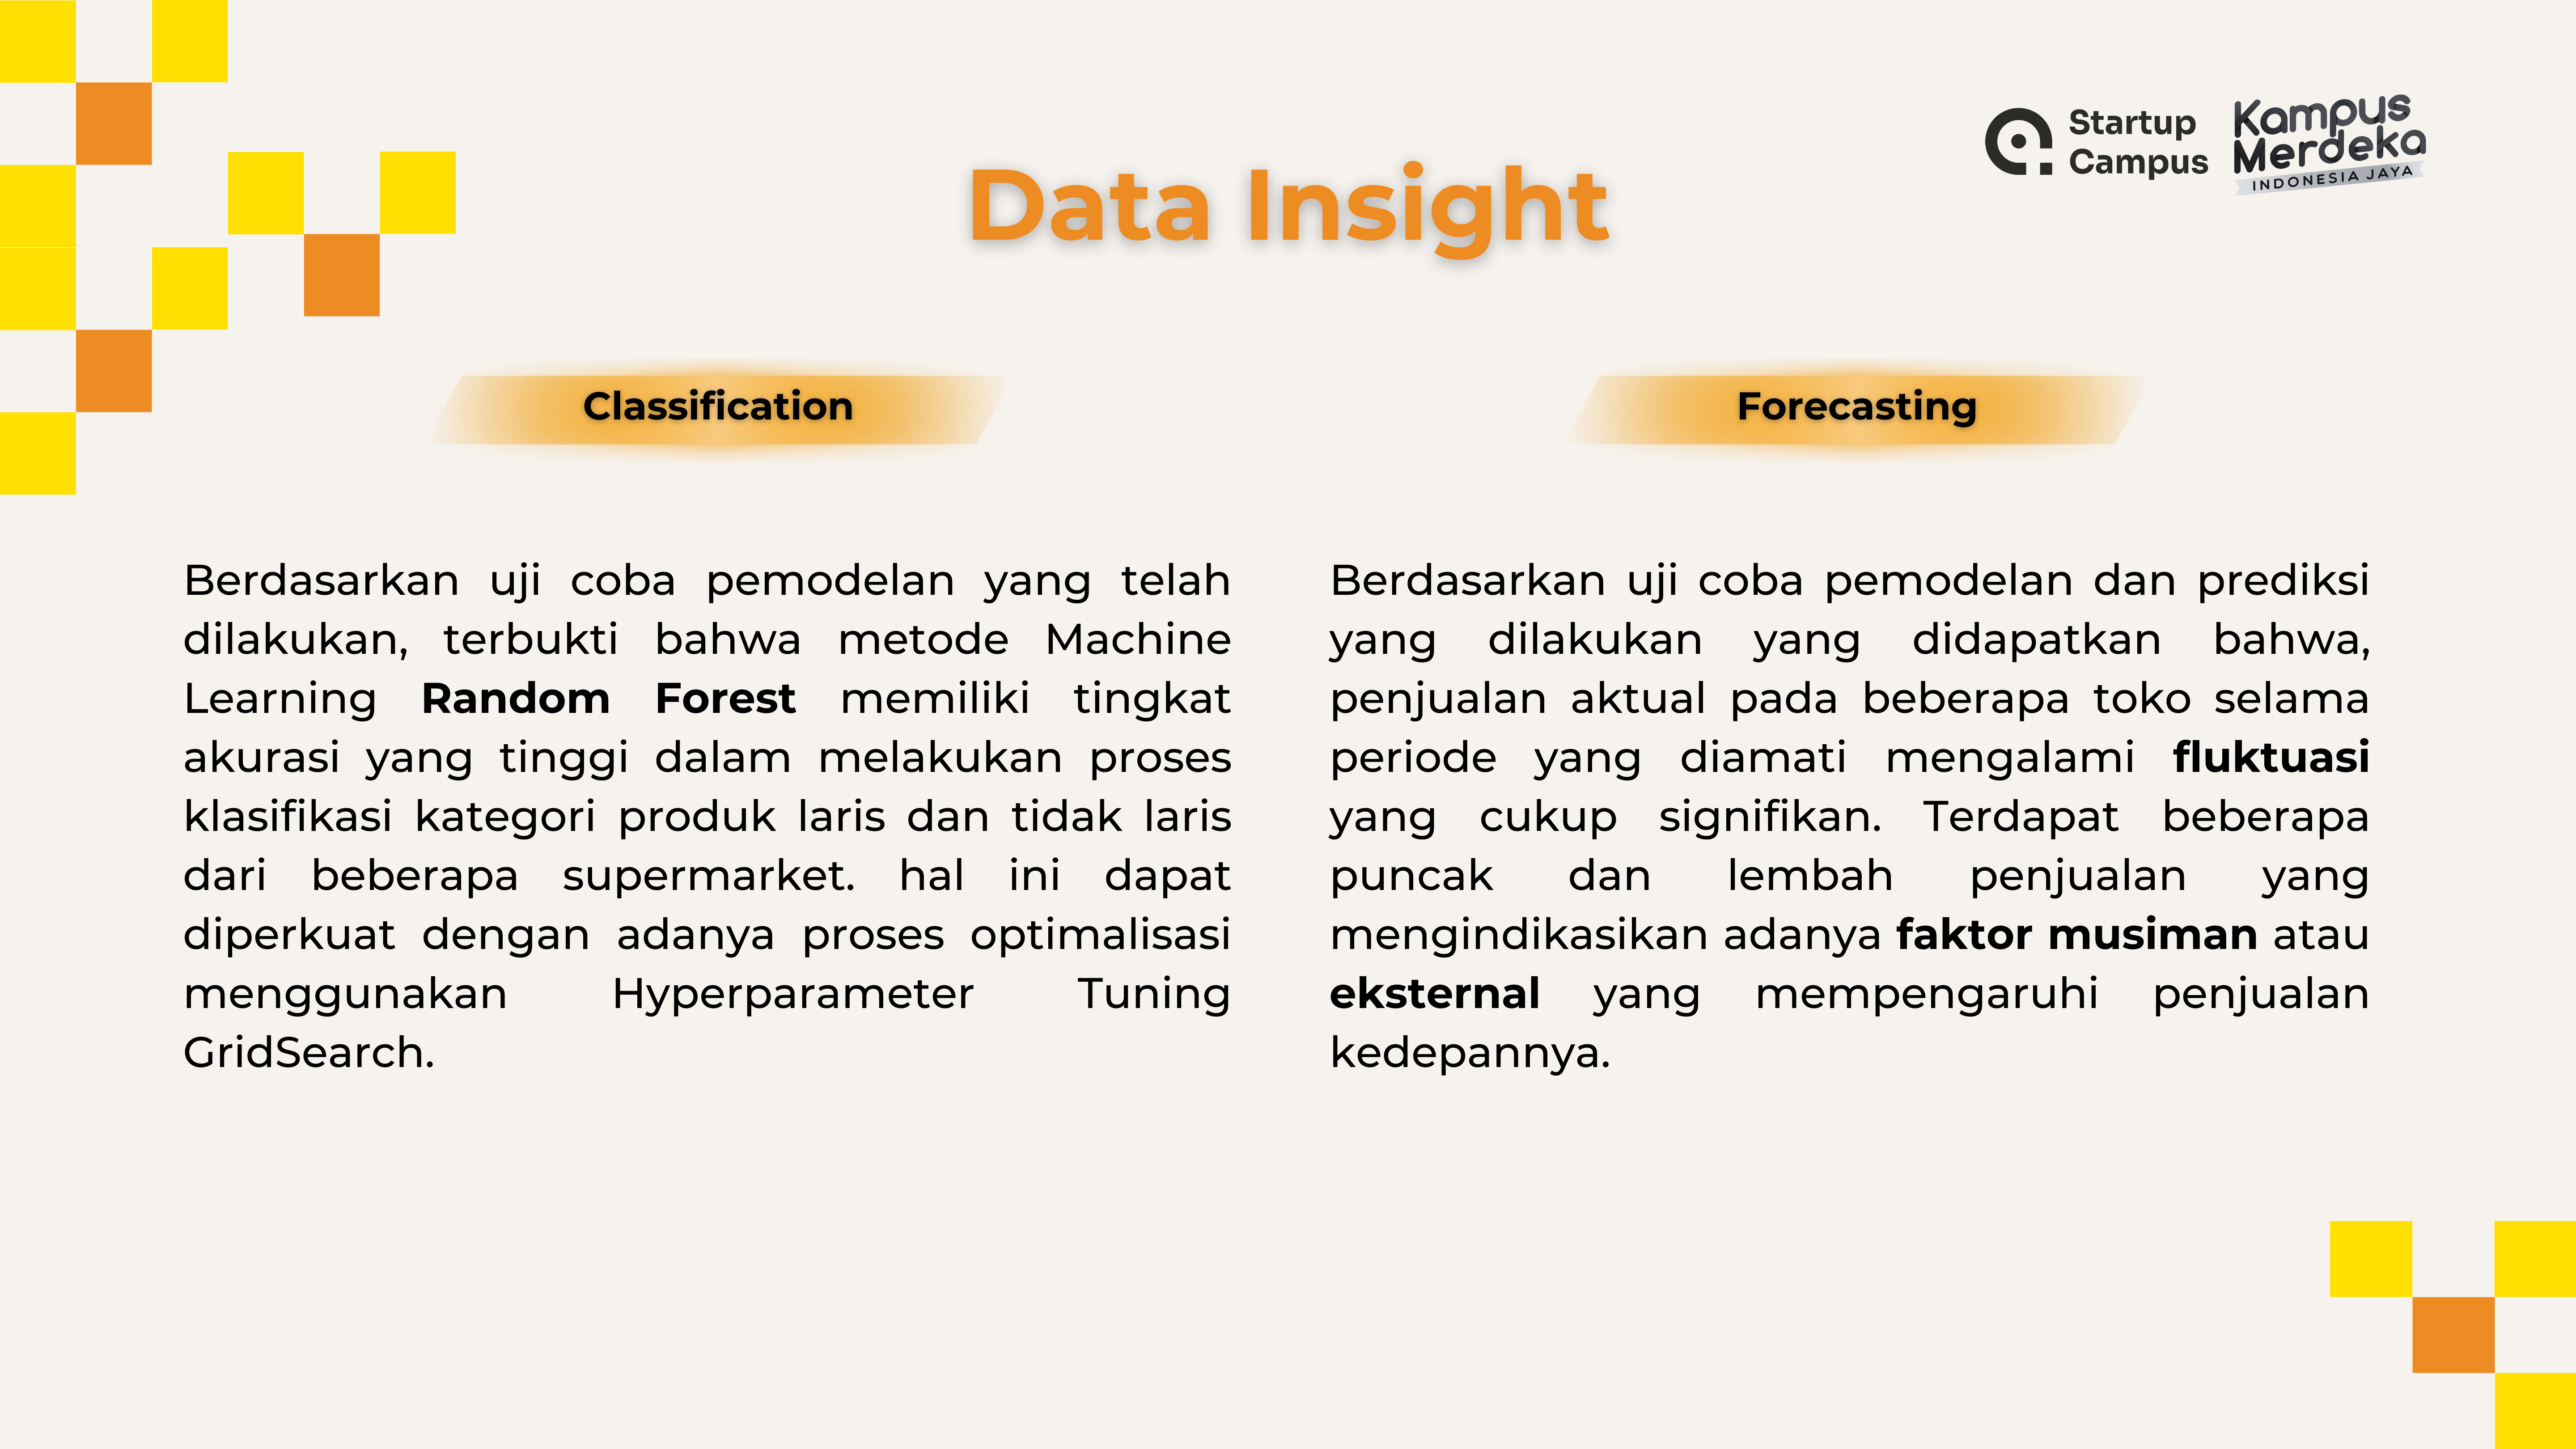 Startup
Campus
Kampus
Merdeka
INDONESIA JAYA
Data Insight
Classification
Berdasarkan uji coba pemodelan yang telah
dilakukan, terbukti bahwa metode Machine
Learning Random Forest memiliki tingkat
akurasi yang tinggi dalam melakukan proses
klasifikasi kategori produk laris dan tidak laris
dari beberapa supermarket. hal ini dapat
diperkuat dengan adanya proses optimalisasi
menggunakan Hyperparameter Tuning
GridSearch.
Forecasting
Berdasarkan uji coba pemodelan dan prediksi
yang dilakukan yang didapatkan bahwa,
penjualan aktual pada beberapa toko selama
periode yang diamati mengalami fluktuasi
yang cukup signifikan. Terdapat beberapa
puncak dan lembah penjualan yang
mengindikasikan adanya faktor musiman atau
eksternal yang mempengaruhi penjualan
kedepannya.